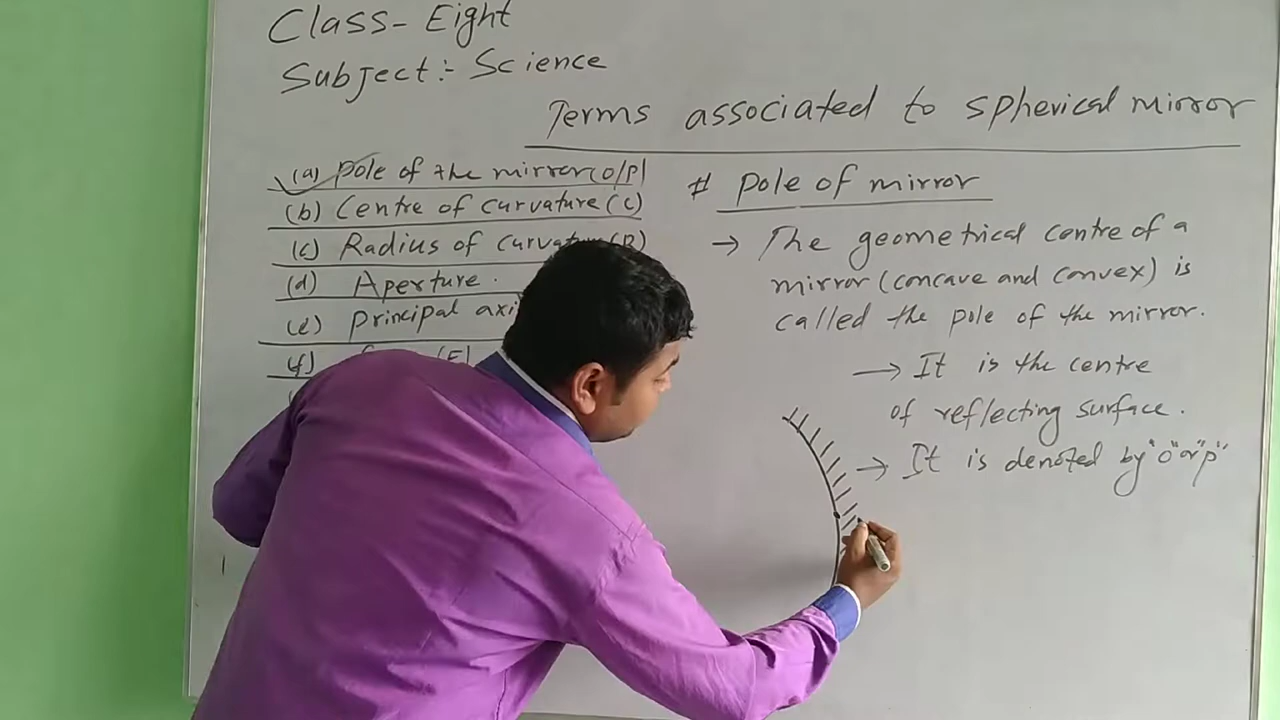 Class- Eight
Subject:- Science
Terms associated to spherical mirror
(a) pole of the mirror(O/P)
(b) Centre of curvature (C)
(c) Radius of curvature(R)
(d) Aperture.
(e) principal axi
(f) (F)
# pole of mirror
→ The geometrical centre of a
mirror (concave and convex) is
called the pole of the mirror.
→ It is the centre
of reflecting surface.
→ It is denoted by "o" or "p"